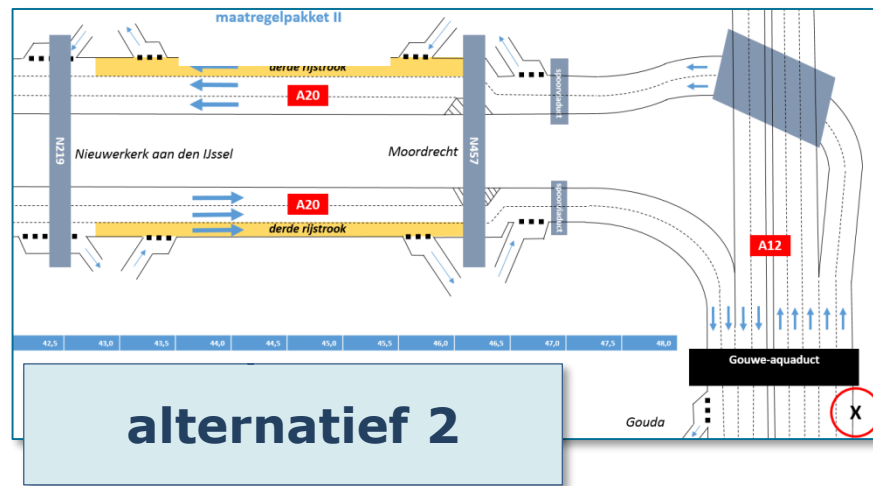 maatregelpakket II
derde rijstrook
A20
spoorviaduct
N219
Nieuwerkerk aan den IJssel
Moordrecht
N457
A20
derde rijstrook
spoorviaduct
A12
42,5 43,0 43,5 44,0 44,5 45,0 45,5 46,0 46,5 47,0 47,5 48,0
Gouwe-aquaduct
alternatief 2
Gouda
X